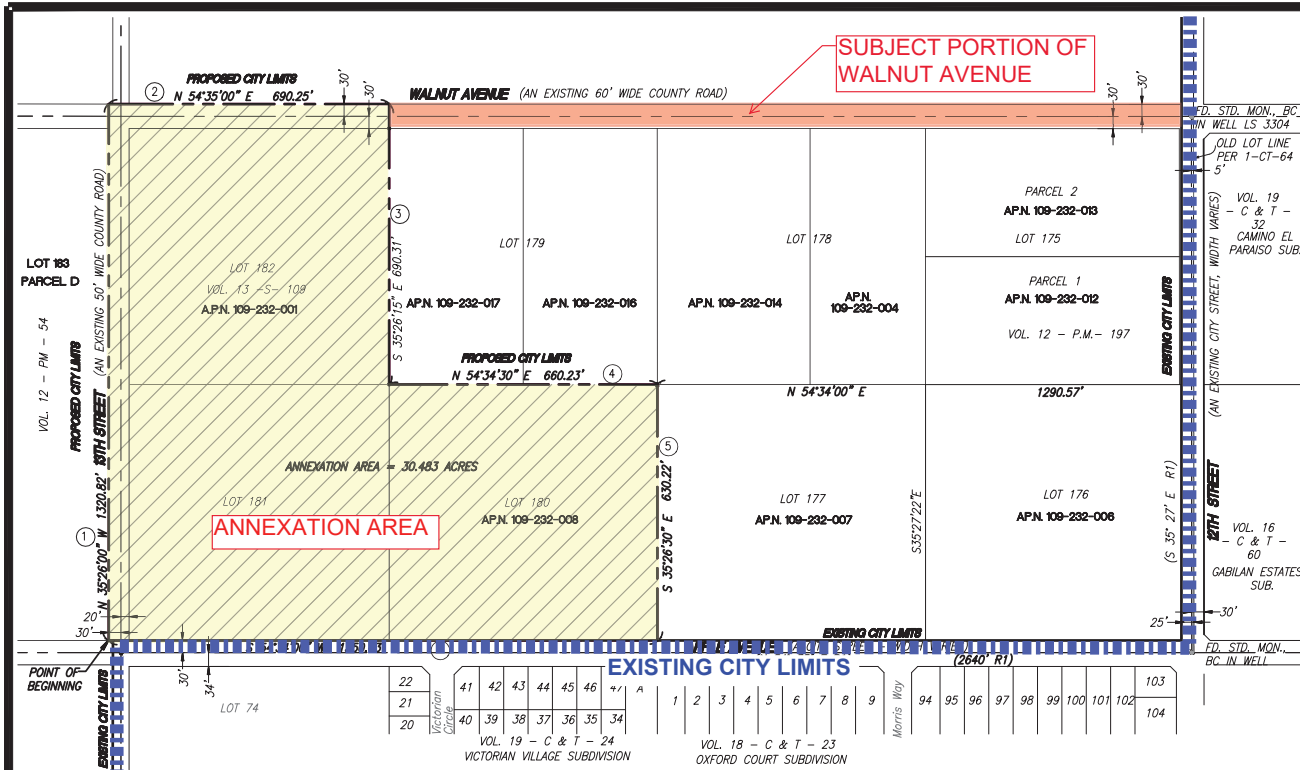 SUBJECT PORTION OF
WALNUT AVENUE
PROPOSED CITY LIMITS
2
N 54°35'00" E 690.25'
30'
30'
WALNUT AVENUE (AN EXISTING 60' WIDE COUNTY ROAD)
30'
30'
FD. STD. MON., BC
IN WELL LS 3304
OLD LOT LINE
PER 1-CT-64
5'
VOL. 19
- C & T -
32
CAMINO EL
PARAISO SUB.
(AN EXISTING CITY STREET, WIDTH VARIES)
12TH STREET
PARCEL 2
A.P.N. 109-232-013
LOT 175
PARCEL 1
A.P.N. 109-232-012
VOL. 12 - P.M.- 197
EXISTING CITY LIMITS
3
S 35°26'15" E 690.31'
LOT 179
LOT 178
A.P.N. 109-232-017
A.P.N. 109-232-016
A.P.N. 109-232-014
A.P.N.
109-232-004
LOT 183
PARCEL D
VOL. 12 - PM - 54
PROPOSED CITY LIMITS
13TH STREET (AN EXISTING 50' WIDE COUNTY ROAD)
1
N 35°26'00" W 1320.82'
LOT 182
VOL. 13 -S- 109
A.P.N. 109-232-001
PROPOSED CITY LIMITS
N 54°34'30" E 660.23'
4
N 54°34'00" E 1290.57'
5
S 35°26'30" E 630.22'
ANNEXATION AREA = 30.483 ACRES
LOT 181
LOT 180
A.P.N. 109-232-008
ANNEXATION AREA
LOT 177
A.P.N. 109-232-007
S35°27'22"E
LOT 176
A.P.N. 109-232-006
(S 35° 27' E R1)
VOL. 16
- C & T -
60
GABILAN ESTATES
SUB.
20'
30'
30'
25'
EXISTING CITY LIMITS
EXISTING CITY LIMITS
(2640' R1)
FD. STD. MON.,
BC IN WELL
POINT OF
BEGINNING
30'
34'
EXISTING CITY LIMITS
LOT 74
22
21
20
Victorian
Circle
41 42 43 44 45 46 47 A
40 39 38 37 36 35 34
VOL. 19 - C & T - 24
VICTORIAN VILLAGE SUBDIVISION
1 2 3 4 5 6 7 8 9
VOL. 18 - C & T - 23
OXFORD COURT SUBDIVISION
Morris Way
94 95 96 97 98 99 100 101 102
103
104